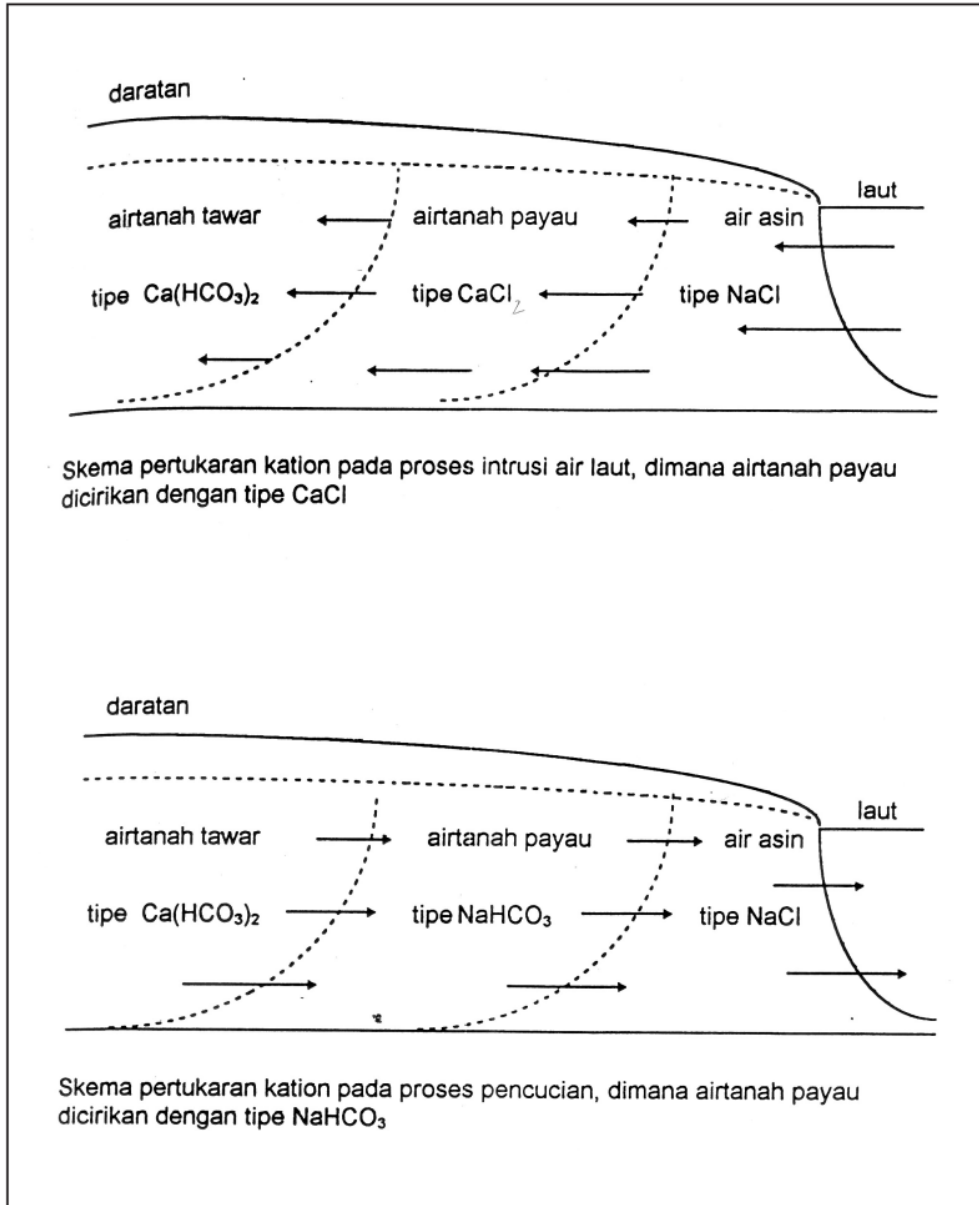 daratan
laut
airtanah tawar airtanah payau air asin
tipe Ca(HCO₃)₂ tipe CaCl₂ tipe NaCl
Skema pertukaran kation pada proses intrusi air laut, dimana airtanah payau
dicirikan dengan tipe CaCl
daratan
laut
airtanah tawar airtanah payau air asin
tipe Ca(HCO₃)₂ tipe NaHCO₃ tipe NaCl
Skema pertukaran kation pada proses pencucian, dimana airtanah payau
dicirikan dengan tipe NaHCO₃